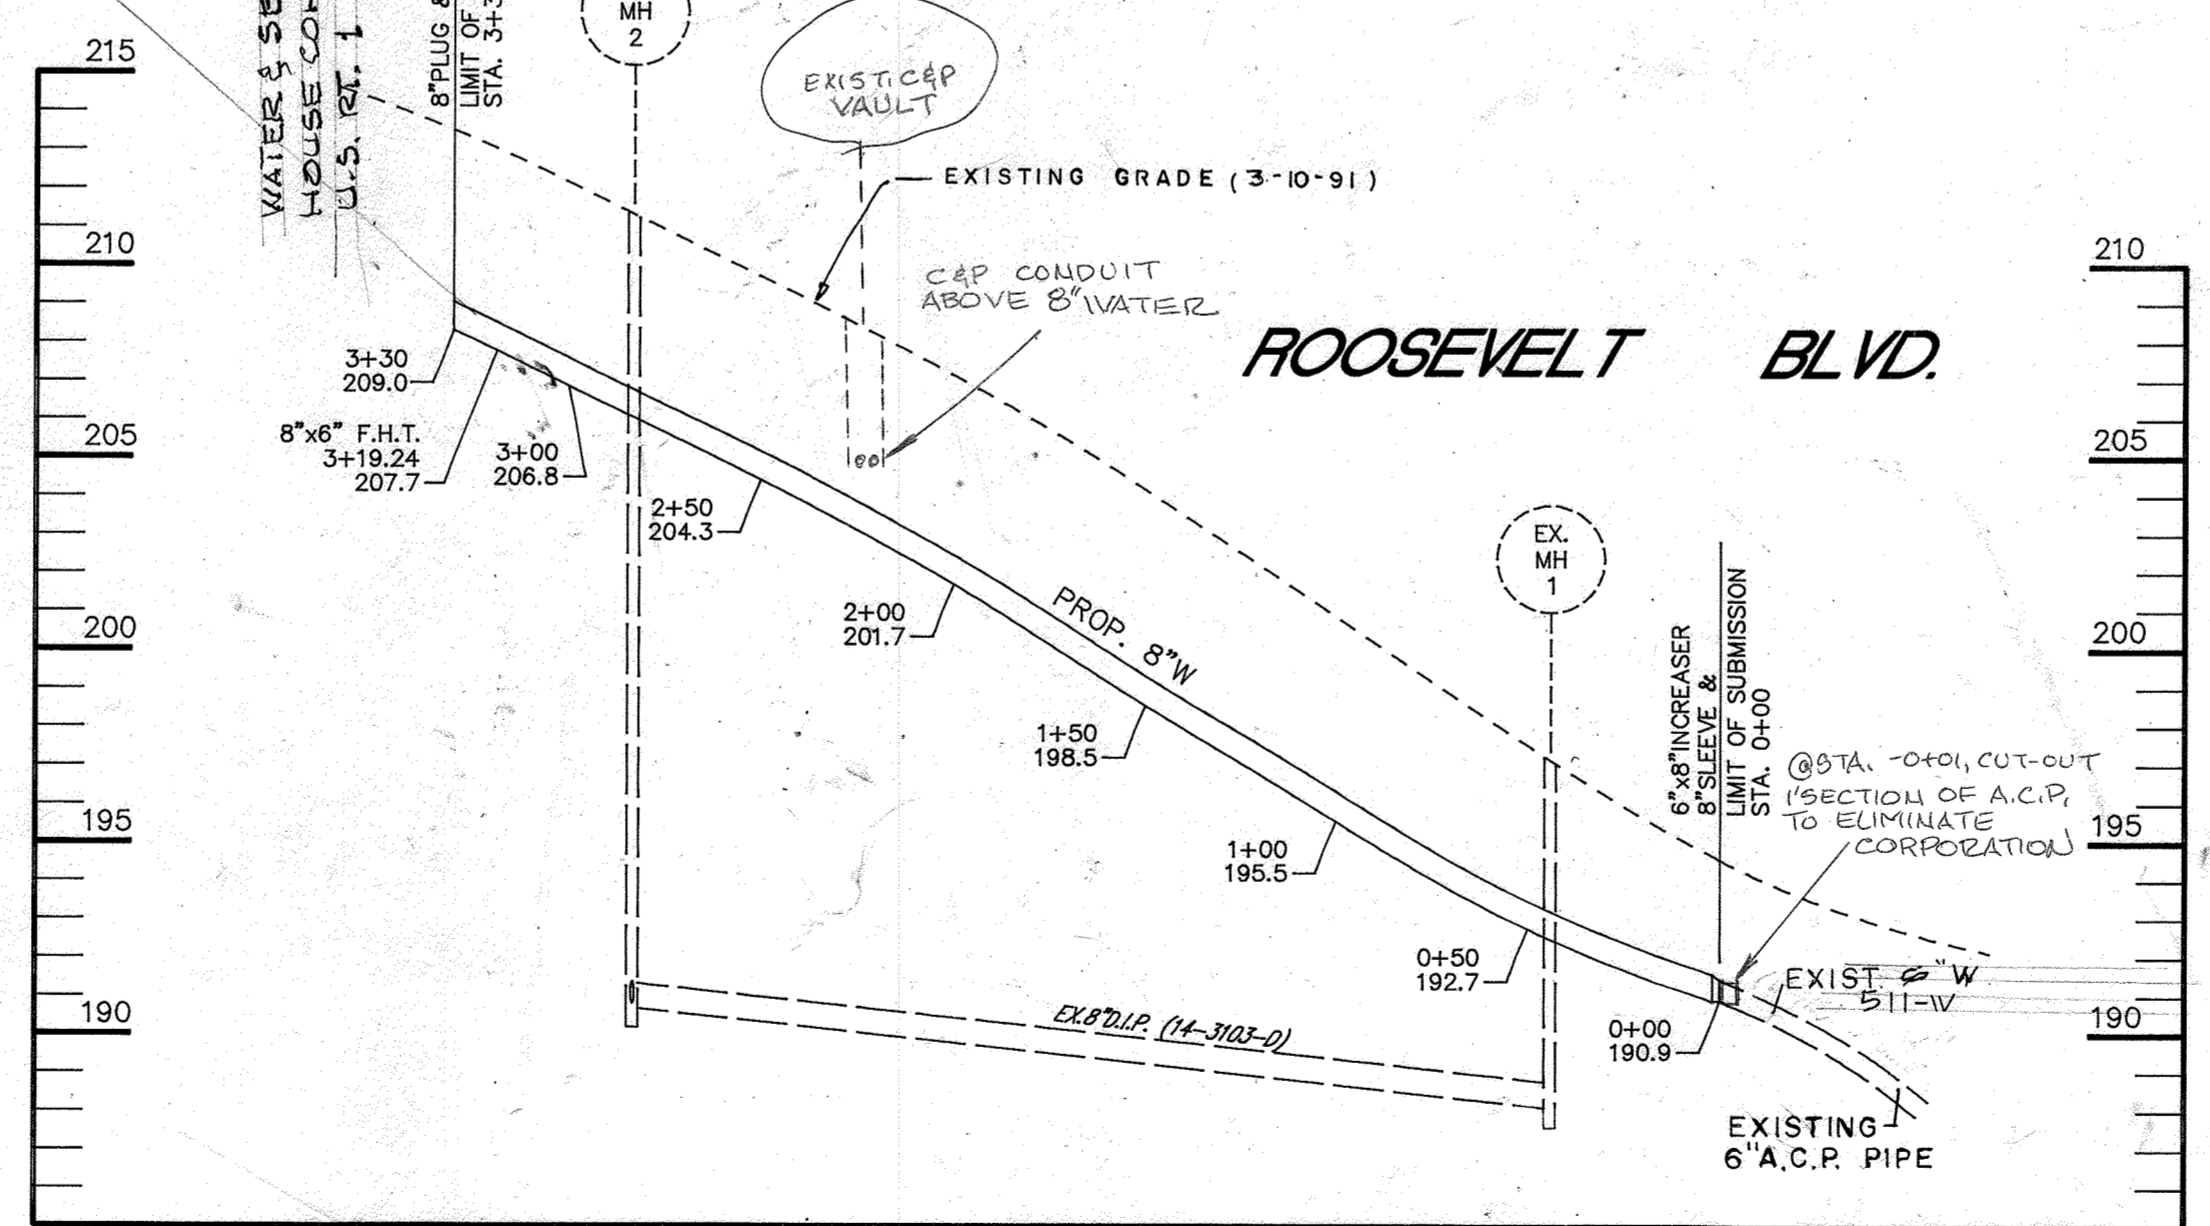 WATER & SE
HOUSE CO
U.S. RT. 1
8"PLUG &
LIMIT OF
STA. 3+3
MH
2
EXIST. C&P
VAULT
EXISTING GRADE (3-10-91)
C&P CONDUIT
ABOVE 8" WATER
ROOSEVELT BLVD.
215
210
205
200
195
190
210
205
200
195
190
3+30
209.0
8"x6" F.H.T.
3+19.24
207.7
3+00
206.8
2+50
204.3
2+00
201.7
PROP. 8"W
1+50
198.5
1+00
195.5
0+50
192.7
0+00
190.9
EX.
MH
1
6"x8"INCREASER
8"SLEEVE &
LIMIT OF SUBMISSION
STA. 0+00
@STA. -0+01, CUT-OUT
1'SECTION OF A.C.P.
TO ELIMINATE
CORPORATION
EXIST. 6"W
511-W
EX.8"D.I.P. (14-3103-D)
EXISTING
6"A.C.P. PIPE